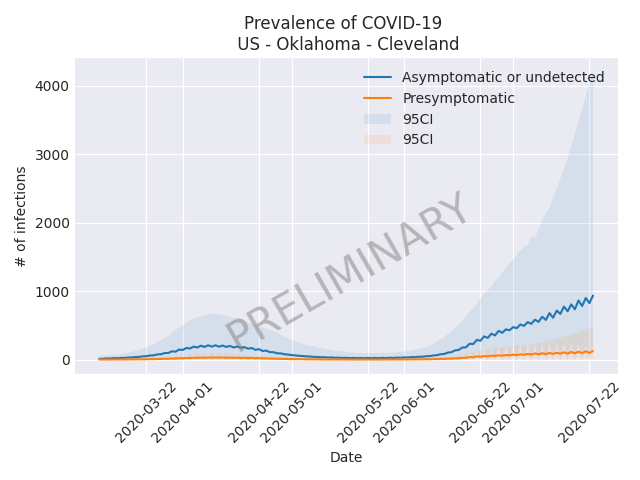 Prevalence of COVID-19
US - Oklahoma - Cleveland
Asymptomatic or undetected
Presymptomatic
95CI
95CI
4000
3000
2000
1000
0
# of infections
PRELIMINARY
2020-03-22
2020-04-01
2020-04-22
2020-05-01
2020-05-22
2020-06-01
2020-06-22
2020-07-01
2020-07-22
Date